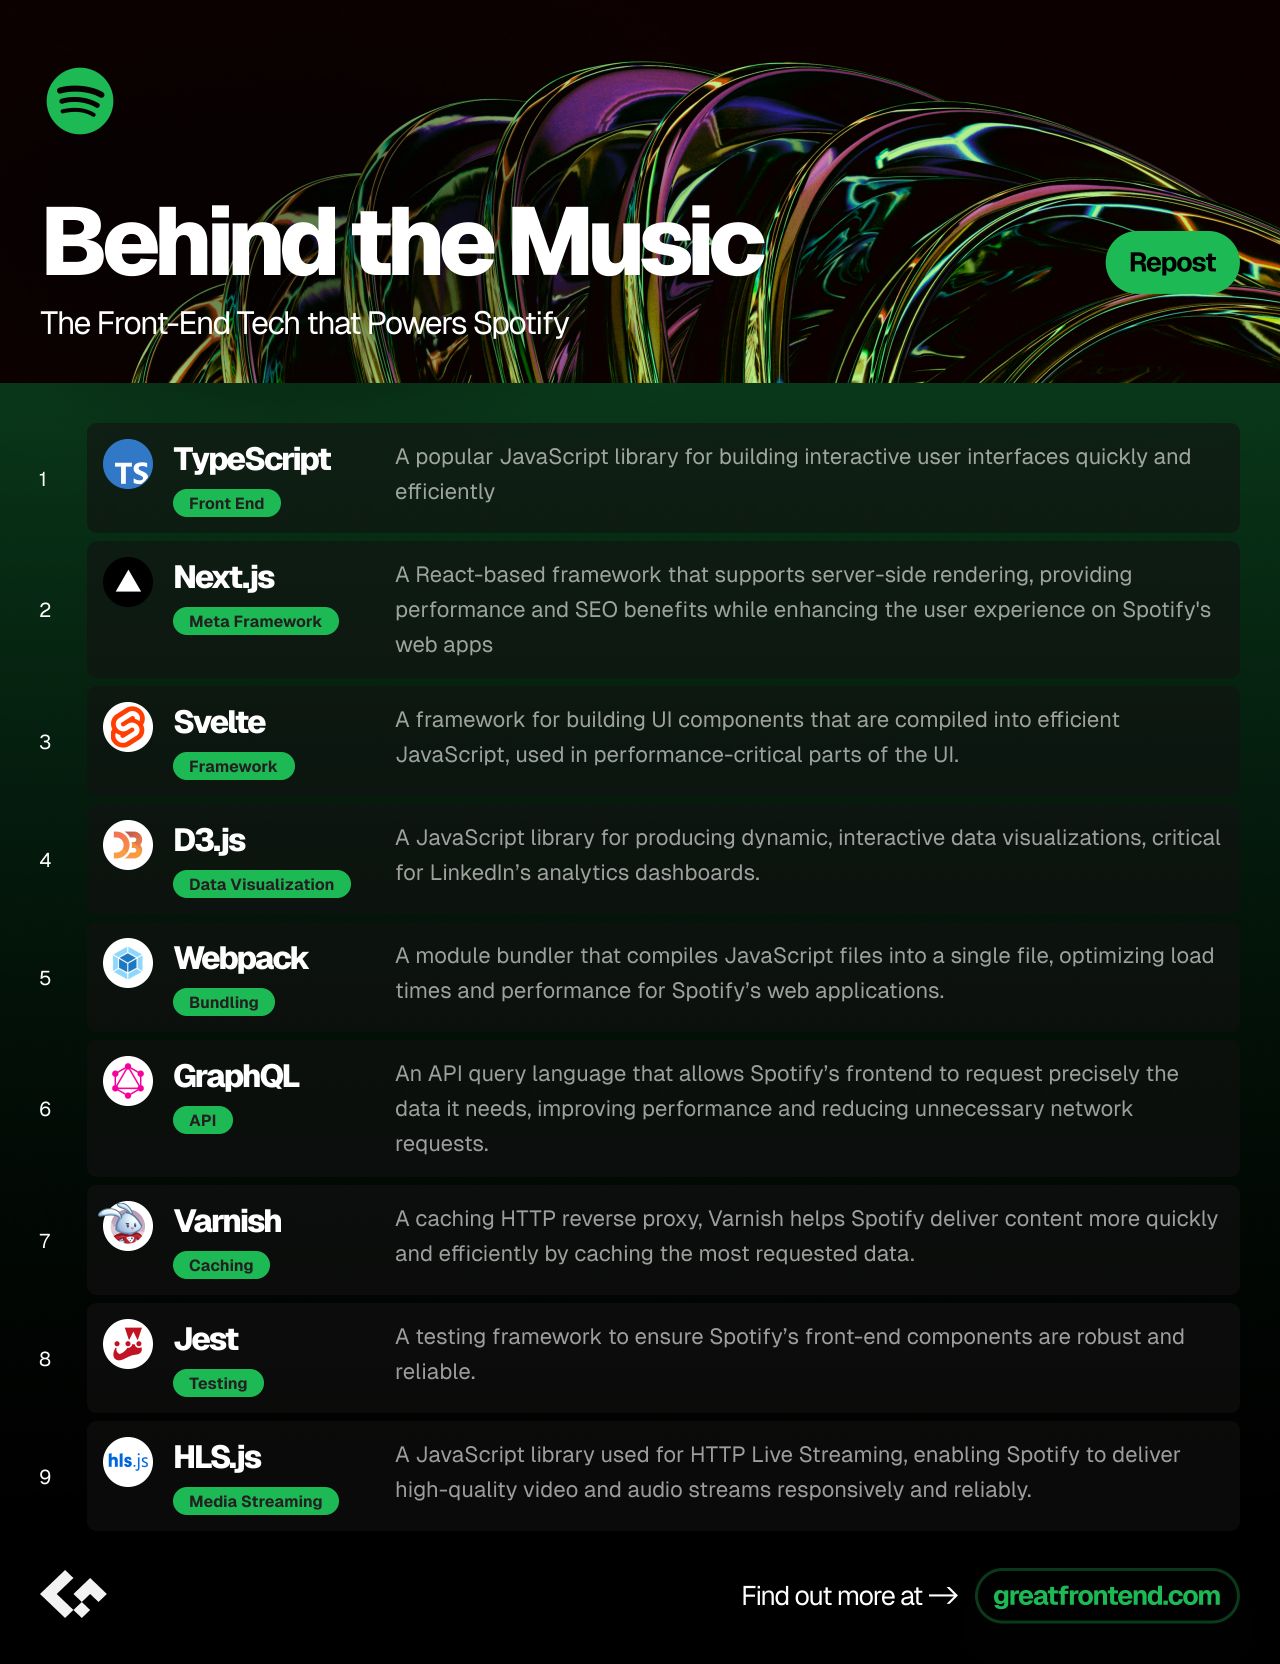 Behind the Music
Repost
The Front-End Tech that Powers Spotify
1
TS
TypeScript
Front End
A popular JavaScript library for building interactive user interfaces quickly and
efficiently
2
Next.js
Meta Framework
A React-based framework that supports server-side rendering, providing
performance and SEO benefits while enhancing the user experience on Spotify's
web apps
3
Svelte
Framework
A framework for building UI components that are compiled into efficient
JavaScript, used in performance-critical parts of the UI.
4
D3
D3.js
Data Visualization
A JavaScript library for producing dynamic, interactive data visualizations, critical
for LinkedIn’s analytics dashboards.
5
Webpack
Bundling
A module bundler that compiles JavaScript files into a single file, optimizing load
times and performance for Spotify’s web applications.
6
GraphQL
API
An API query language that allows Spotify’s frontend to request precisely the
data it needs, improving performance and reducing unnecessary network
requests.
7
Varnish
Caching
A caching HTTP reverse proxy, Varnish helps Spotify deliver content more quickly
and efficiently by caching the most requested data.
8
Jest
Testing
A testing framework to ensure Spotify’s front-end components are robust and
reliable.
9
hls.js
HLS.js
Media Streaming
A JavaScript library used for HTTP Live Streaming, enabling Spotify to deliver
high-quality video and audio streams responsively and reliably.
Find out more at → greatfrontend.com